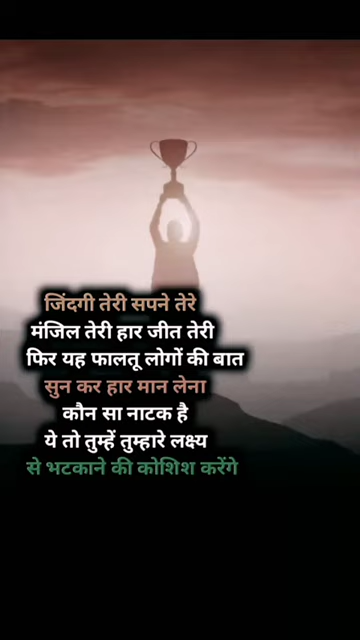 जिंदगी तेरी सपने तेरे
मंजिल तेरी हार जीत तेरी
फिर यह फालतू लोगों की बात
सुन कर हार मान लेना
कौन सा नाटक है
ये तो तुम्हें तुम्हारे लक्ष्य
से भटकाने की कोशिश करेंगे